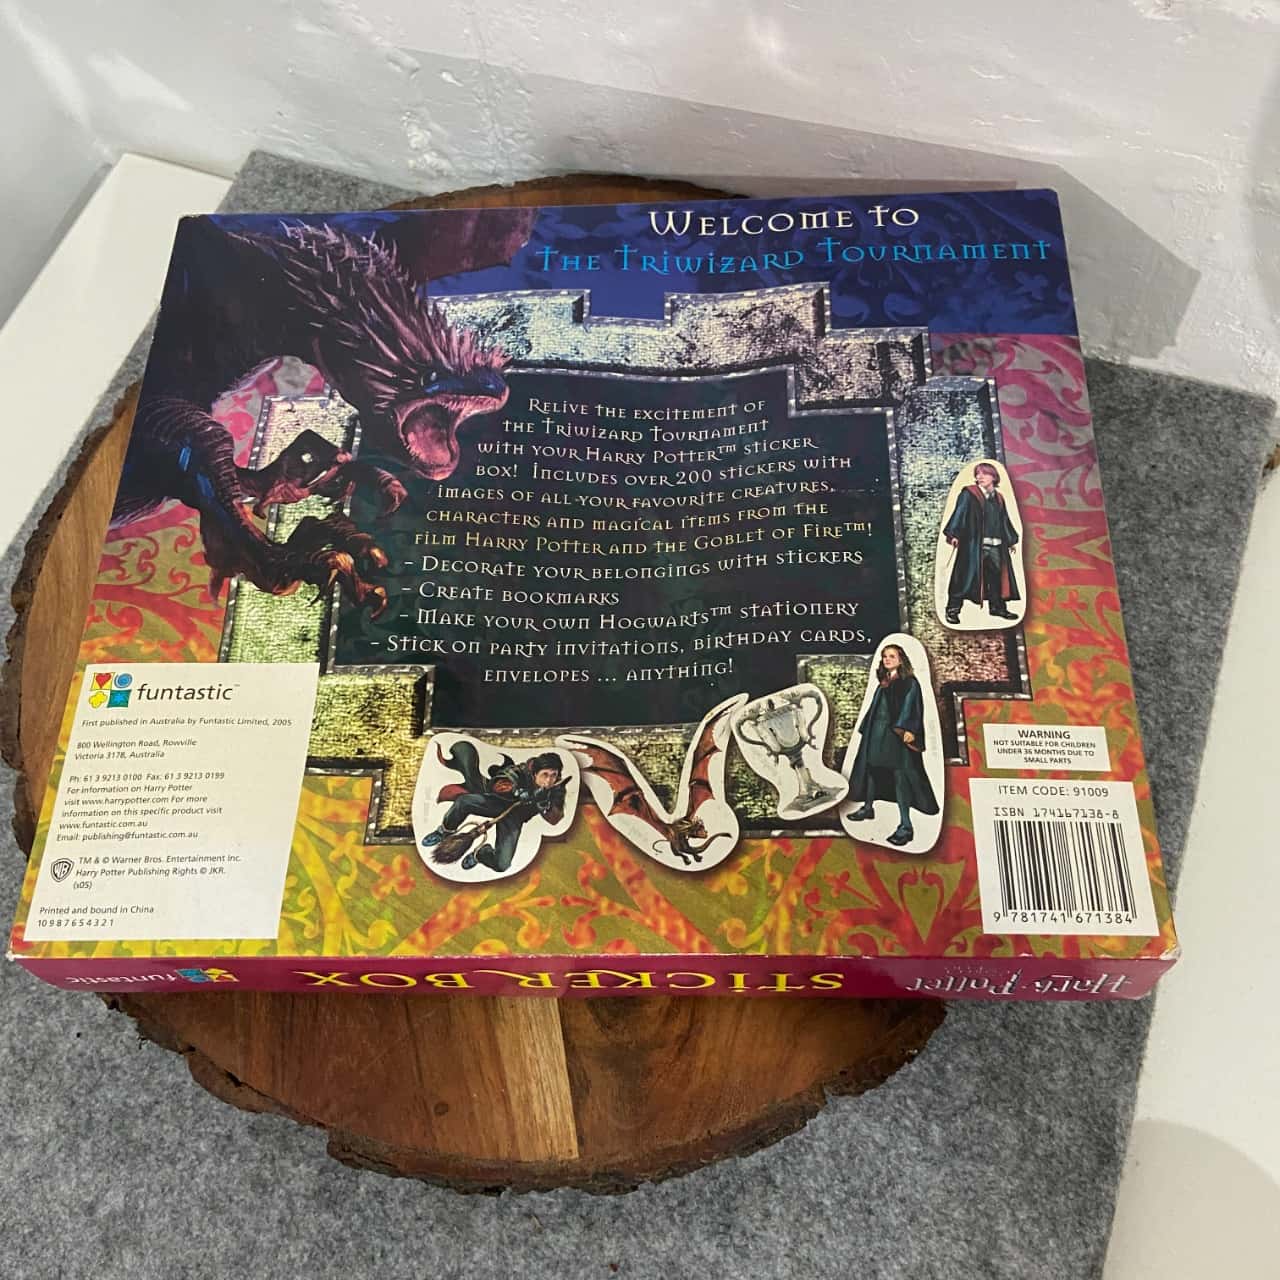 Welcome to
the Triwizard Tournament
Relive the excitement of
the Triwizard Tournament
with your Harry Potter™ sticker
box! Includes over 200 stickers with
images of all your favourite creatures,
characters and magical items from the
film Harry Potter and the Goblet of Fire™!
- Decorate your belongings with stickers
- Create bookmarks
- Make your own Hogwarts™ stationery
- Stick on party invitations, birthday cards,
envelopes ... anything!
funtastic™
First published in Australia by Funtastic Limited, 2005
800 Wellington Road, Rowville
Victoria 3178, Australia
Ph: 61 3 9213 0100 Fax: 61 3 9213 0199
For information on Harry Potter
visit www.harrypotter.com For more
information on this specific product visit
www.funtastic.com.au
Email: publishing@funtastic.com.au
WB
TM & © Warner Bros. Entertainment Inc.
Harry Potter Publishing Rights © JKR.
(s05)
Printed and bound in China
10 9 8 7 6 5 4 3 2 1
WARNING
NOT SUITABLE FOR CHILDREN
UNDER 36 MONTHS DUE TO
SMALL PARTS
ITEM CODE: 91009
ISBN 174167138-8
9 781741 671384
Harry Potter
STICKER BOX
funtastic